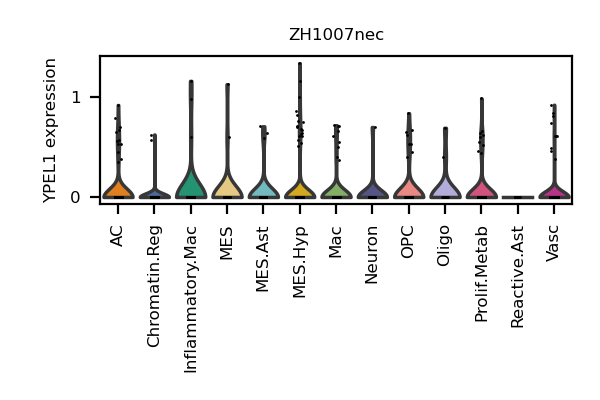 ZH1007nec
YPEL1 expression
1
0
AC
Chromatin.Reg
Inflammatory.Mac
MES
MES.Ast
MES.Hyp
Mac
Neuron
OPC
Oligo
Prolif.Metab
Reactive.Ast
Vasc